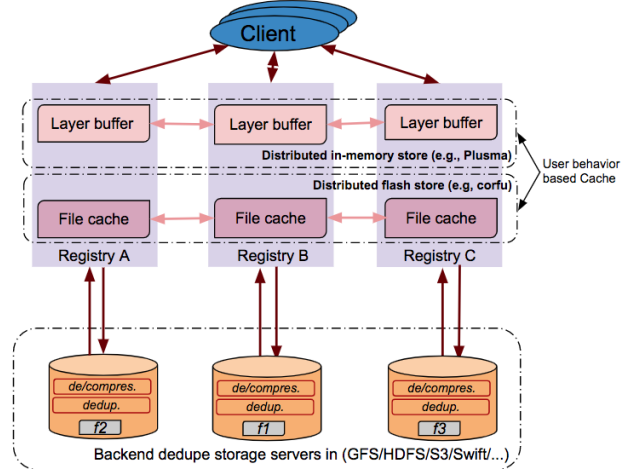 Client
Layer buffer
Layer buffer
Layer buffer
Distributed in-memory store (e.g., Plusma)
User behavior
based Cache
Distributed flash store (e.g, corfu)
File cache
File cache
File cache
Registry A
Registry B
Registry C
de/compres.
de/compres.
de/compres.
dedup.
dedup.
dedup.
f2
f1
f3
Backend dedupe storage servers in (GFS/HDFS/S3/Swift/...)